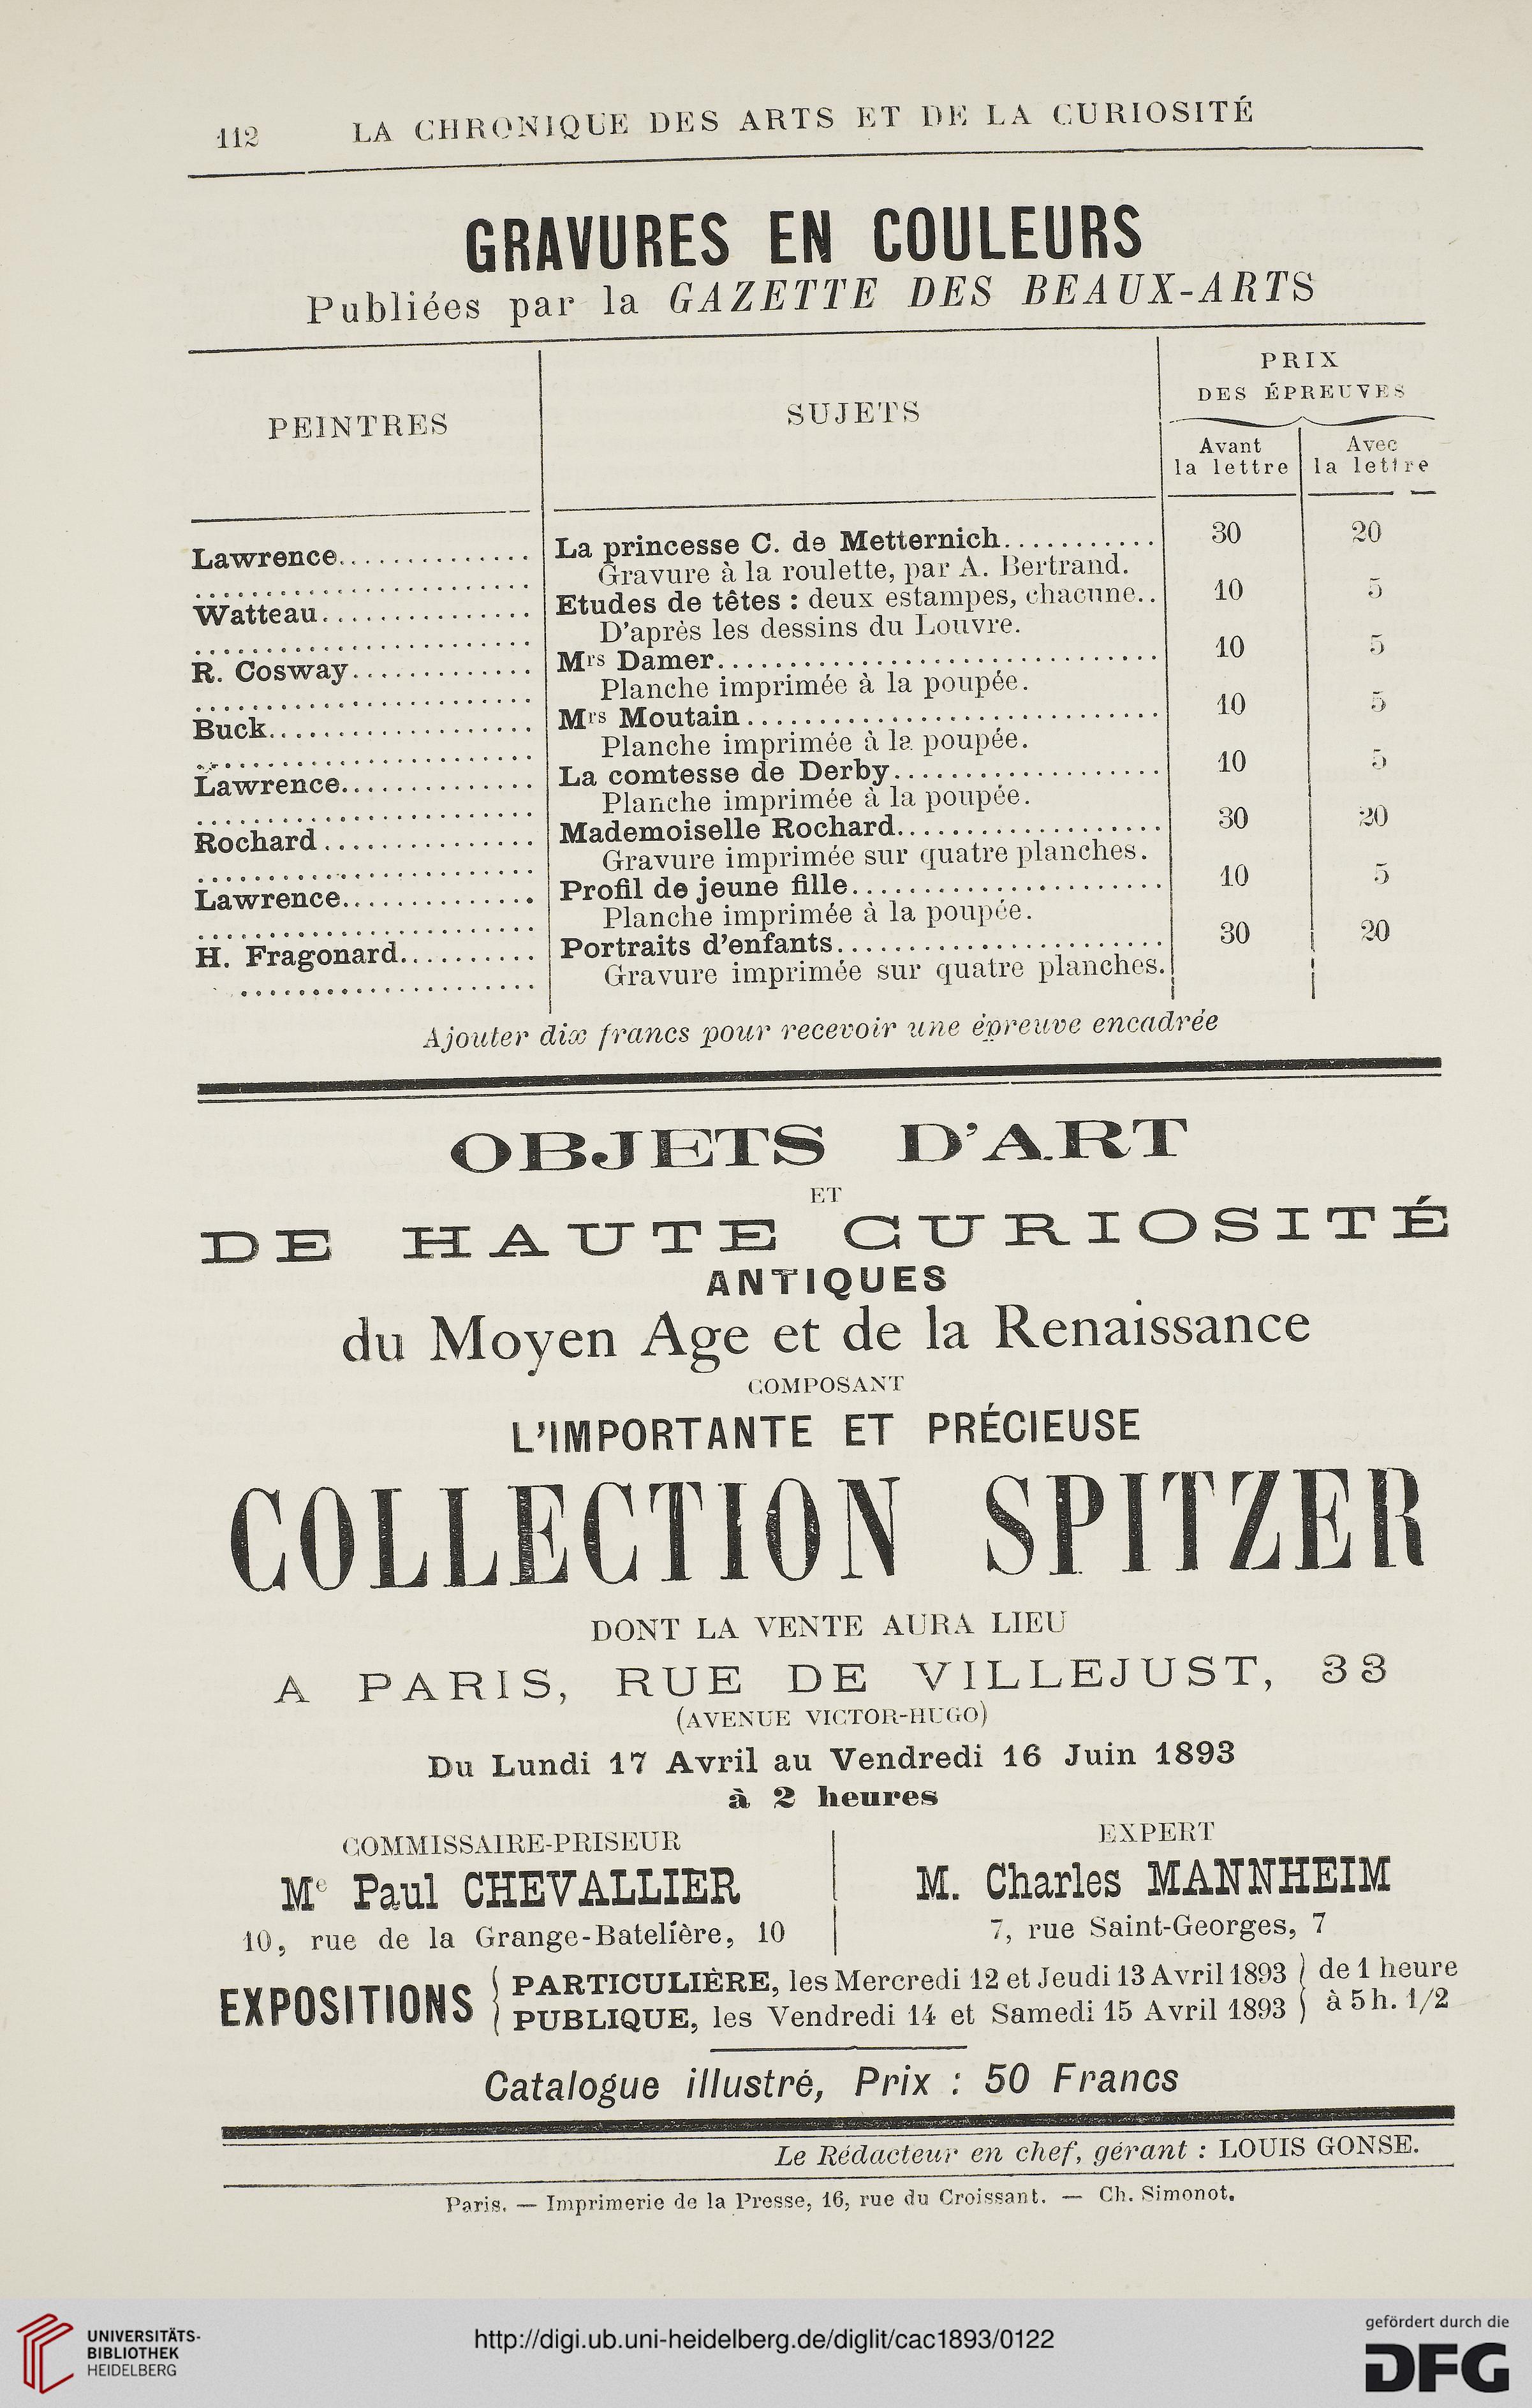 112 LA CHRONIQUE DES ARTS ET DE LA CURIOSITÉ
GRAVURES EN COULEURS
Publiées par la GAZETTE DES BEAUX-ARTS
PEINTRES
SUJETS
PRIX
DES ÉPREUVES
Avant
la lettre
Avec
la lettre
Lawrence............... La princesse C. de Metternich........... 30 20
Gravure à la roulette, par A. Bertrand.
Watteau................ Etudes de têtes : deux estampes, chacune.. 10 5
D'après les dessins du Louvre.
R. Cosway............. Mrs Damer............................... 10 5
Planche imprimée à la poupée.
Buck................... Mrs Moutain............................. 10 5
Planche imprimée à la poupée.
Lawrence.............. La comtesse de Derby................... 10 5
Planche imprimée à la poupée.
Rochard............... Mademoiselle Rochard................... 30 20
Gravure imprimée sur quatre planches.
Lawrence.............. Profil de jeune fille...................... 10 5
Planche imprimée à la poupée.
H. Fragonard.......... Portraits d'enfants....................... 30 20
Gravure imprimée sur quatre planches.
Ajouter dix francs pour recevoir une épreuve encadrée
OBJETS D'ART
ET
DE HAUTE CURIOSITÉ
ANTIQUES
du Moyen Age et de la Renaissance
COMPOSANT
L'IMPORTANTE ET PRÉCIEUSE
COLLECTION SPITZER
DONT LA VENTE AURA LIEU
A PARIS, RUE DE VILLEJUST, 33
(AVENUE VICTOR-HUGO)
Du Lundi 17 Avril au Vendredi 16 Juin 1893
à 2 heures
COMMISSAIRE-PRISEUR
Me Paul CHEVALLIER
10, rue de la Grange-Batelière, 10
EXPERT
M. Charles MANNHEIM
7, rue Saint-Georges, 7
EXPOSITIONS
PARTICULIÈRE, les Mercredi 12 et Jeudi 13 Avril 1893
PUBLIQUE, les Vendredi 14 et Samedi 15 Avril 1893
de 1 heure
à 5 h. 1/2
Catalogue illustré, Prix : 50 Francs
Le Rédacteur en chef, gérant : LOUIS GONSE.
Paris. — Imprimerie de la Presse, 16, rue du Croissant. — Ch. Simonot.
UNIVERSITÄTS-
BIBLIOTHEK
HEIDELBERG
http://digi.ub.uni-heidelberg.de/diglit/cac1893/0122
gefördert durch die
DFG